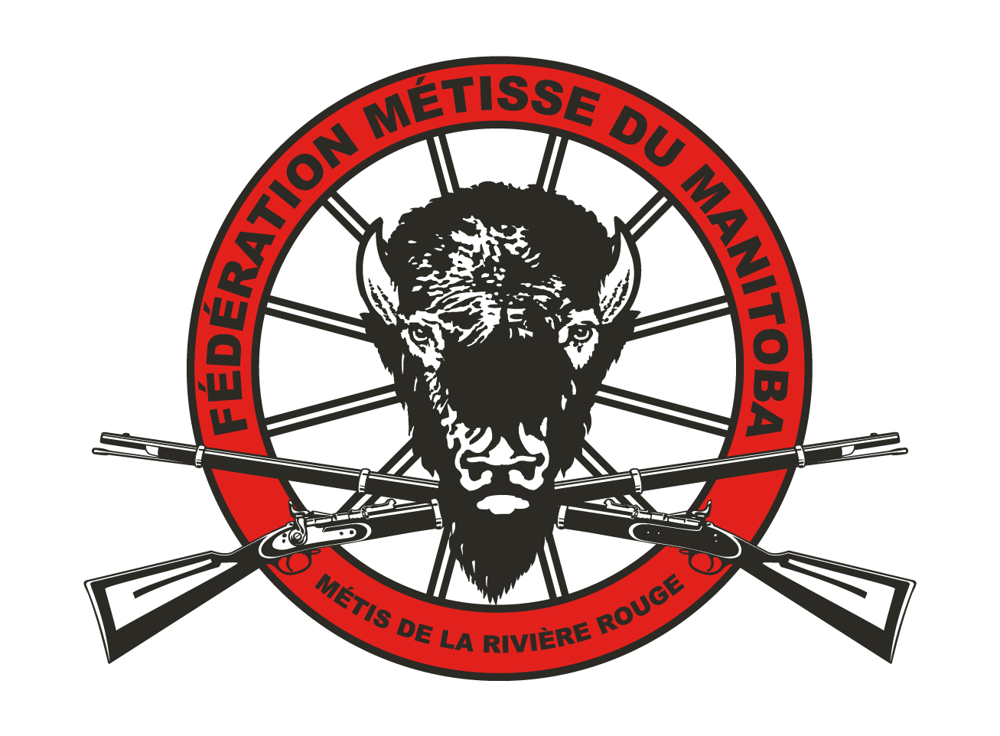 FÉDÉRATION MÉTISSE DU MANITOBA
MÉTIS DE LA RIVIÈRE ROUGE